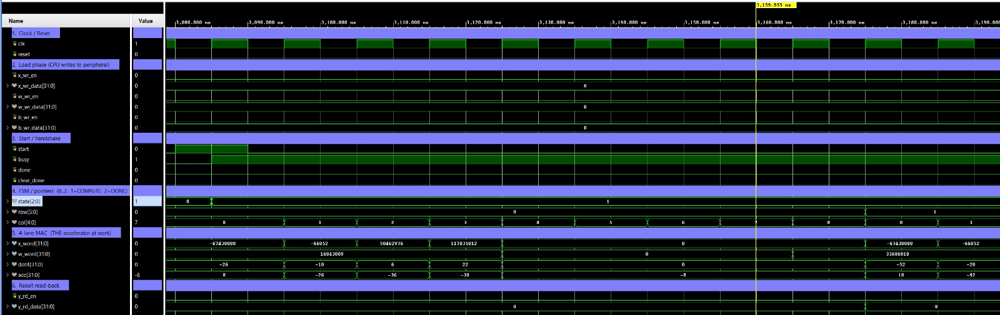 3,159.955 ns
Name Value
3,080.000 ns 3,090.000 ns 3,100.000 ns 3,110.000 ns 3,120.000 ns 3,130.000 ns 3,140.000 ns 3,150.000 ns 3,160.000 ns 3,170.000 ns 3,180.000 ns 3,190.000
1. Clock / Reset
clk 1
reset 0
2. Load phase (CPU writes to peripheral)
x_wr_en 0
x_wr_data[31:0] 0 0
w_wr_en 0
w_wr_data[31:0] 0 0
b_wr_en 0
b_wr_data[31:0] 0 0
3. Start / handshake
start 0
busy 1
done 0
clear_done 0
4. FSM / pointers (0...E 1=COMPUTE 2=DONE)
state[2:0] 1 0 1
row[5:0] 0 0 1
col[4:0] 7 0 1 2 3 4 5 6 7 8 0 1
5. 4-lane MAC (THE accelerator at work)
x_word[31:0] 0 -67438088 -66052 50462976 117835012 0 -67438088 -66052
w_word[31:0] 0 16843009 0 33686018
dot4[31:0] 0 -26 -10 6 22 0 -52 -20
acc[31:0] -8 0 -26 -36 -30 -8 10 -42
6. Result read-back
y_rd_en 0
y_rd_data[31:0] 0 0 -8